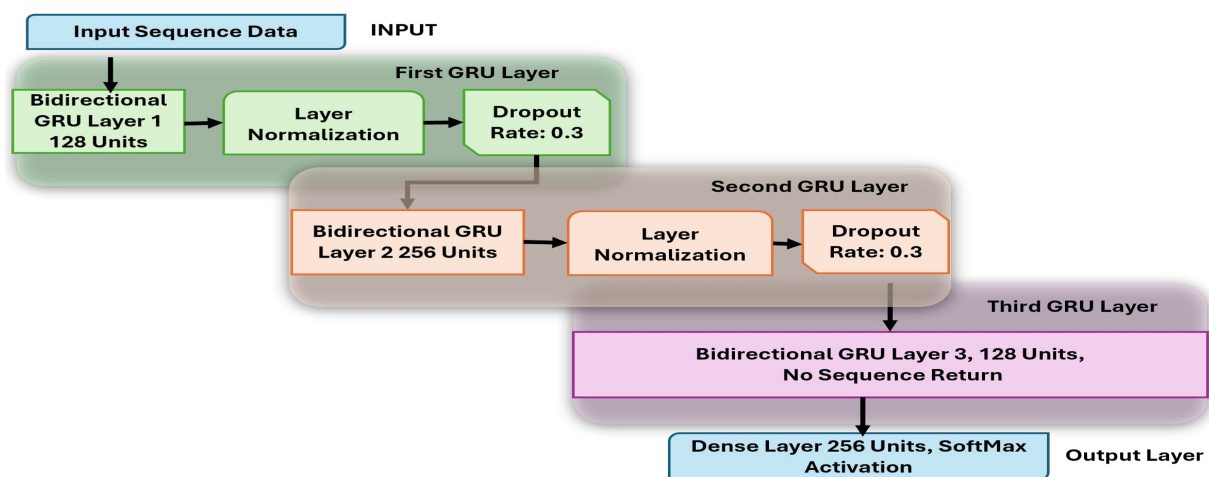 Input Sequence Data
INPUT
First GRU Layer
Bidirectional
GRU Layer 1
128 Units
Layer
Normalization
Dropout
Rate: 0.3
Second GRU Layer
Bidirectional GRU
Layer 2 256 Units
Layer
Normalization
Dropout
Rate: 0.3
Third GRU Layer
Bidirectional GRU Layer 3, 128 Units,
No Sequence Return
Dense Layer 256 Units, SoftMax
Activation
Output Layer